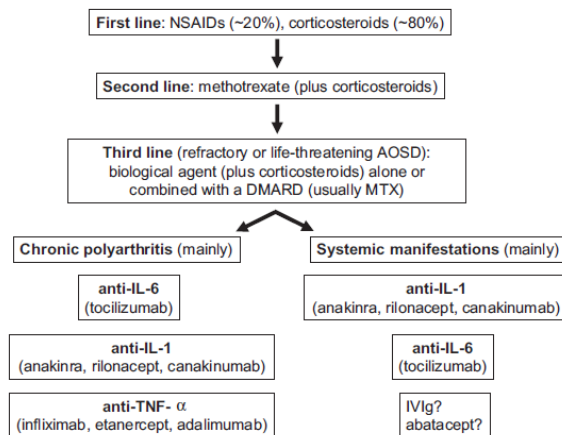 First line: NSAIDs (~20%), corticosteroids (~80%)
Second line: methotrexate (plus corticosteroids)
Third line (refractory or life-threatening AOSD):
biological agent (plus corticosteroids) alone or
combined with a DMARD (usually MTX)
Chronic polyarthritis (mainly)
anti-IL-6
(tocilizumab)
anti-IL-1
(anakinra, rilonacept, canakinumab)
anti-TNF- α
(infliximab, etanercept, adalimumab)
Systemic manifestations (mainly)
anti-IL-1
(anakinra, rilonacept, canakinumab)
anti-IL-6
(tocilizumab)
IVIg?
abatacept?